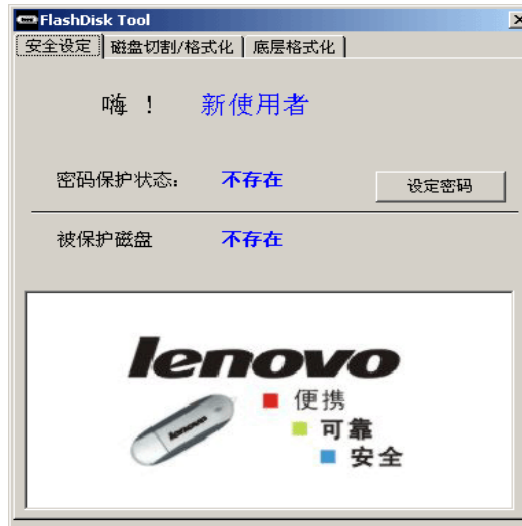 FlashDisk Tool
安全设定 磁盘切割/格式化 底层格式化
嗨 ! 新使用者
密码保护状态: 不存在 设定密码
被保护磁盘 不存在
lenovo
便携
lenovo 可靠
安全